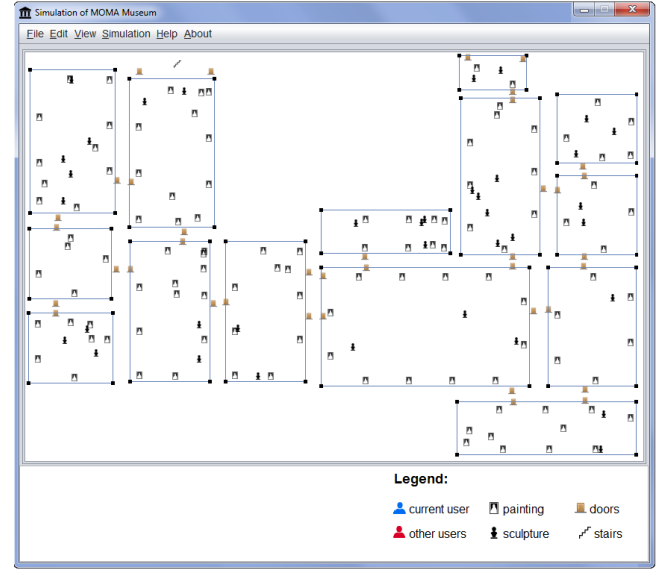 Simulation of MOMA Museum
File Edit View Simulation Help About
Legend:
current user painting doors
other users sculpture stairs